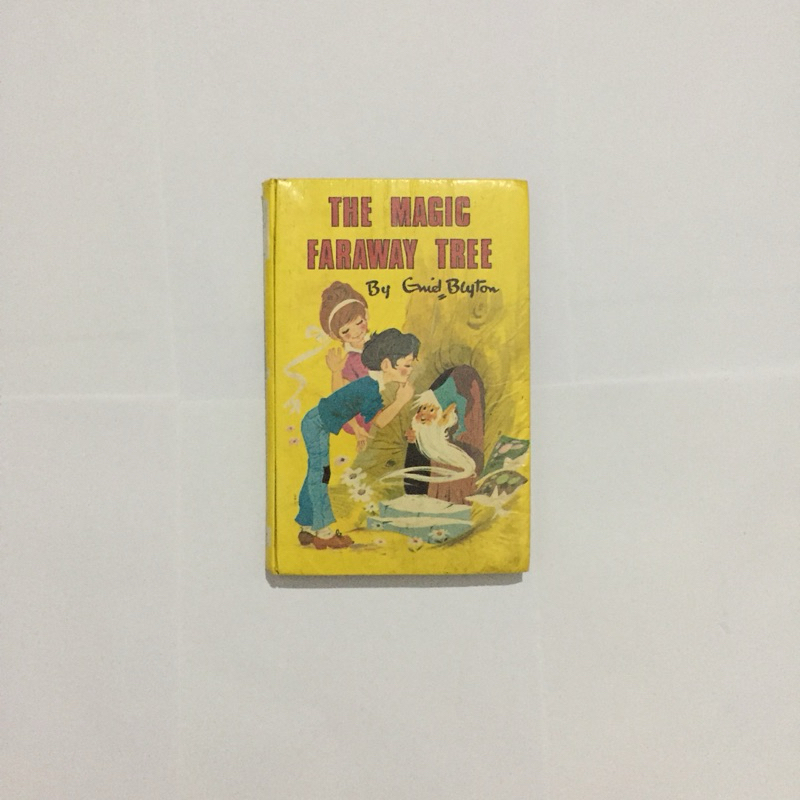 THE MAGIC
FARAWAY TREE
By Enid Blyton